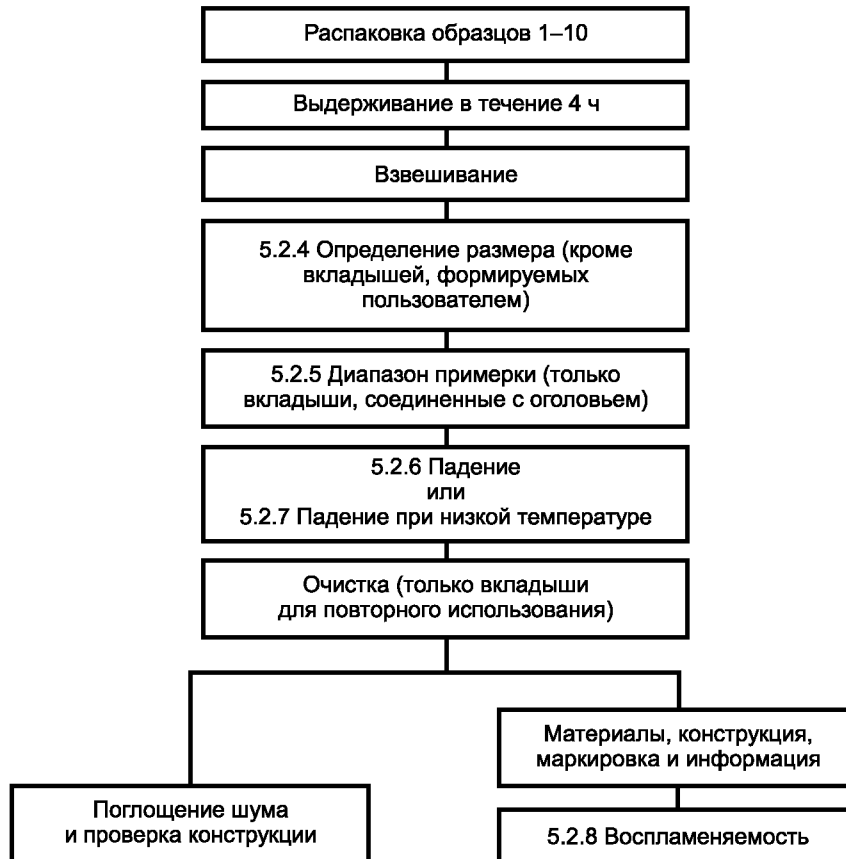 Распаковка образцов 1–10
Выдерживание в течение 4 ч
Взвешивание
5.2.4 Определение размера (кроме
вкладышей, формируемых
пользователем)
5.2.5 Диапазон примерки (только
вкладыши, соединенные с оголовьем)
5.2.6 Падение
или
5.2.7 Падение при низкой температуре
Очистка (только вкладыши
для повторного использования)
Материалы, конструкция,
маркировка и информация
Поглощение шума
и проверка конструкции
5.2.8 Воспламеняемость